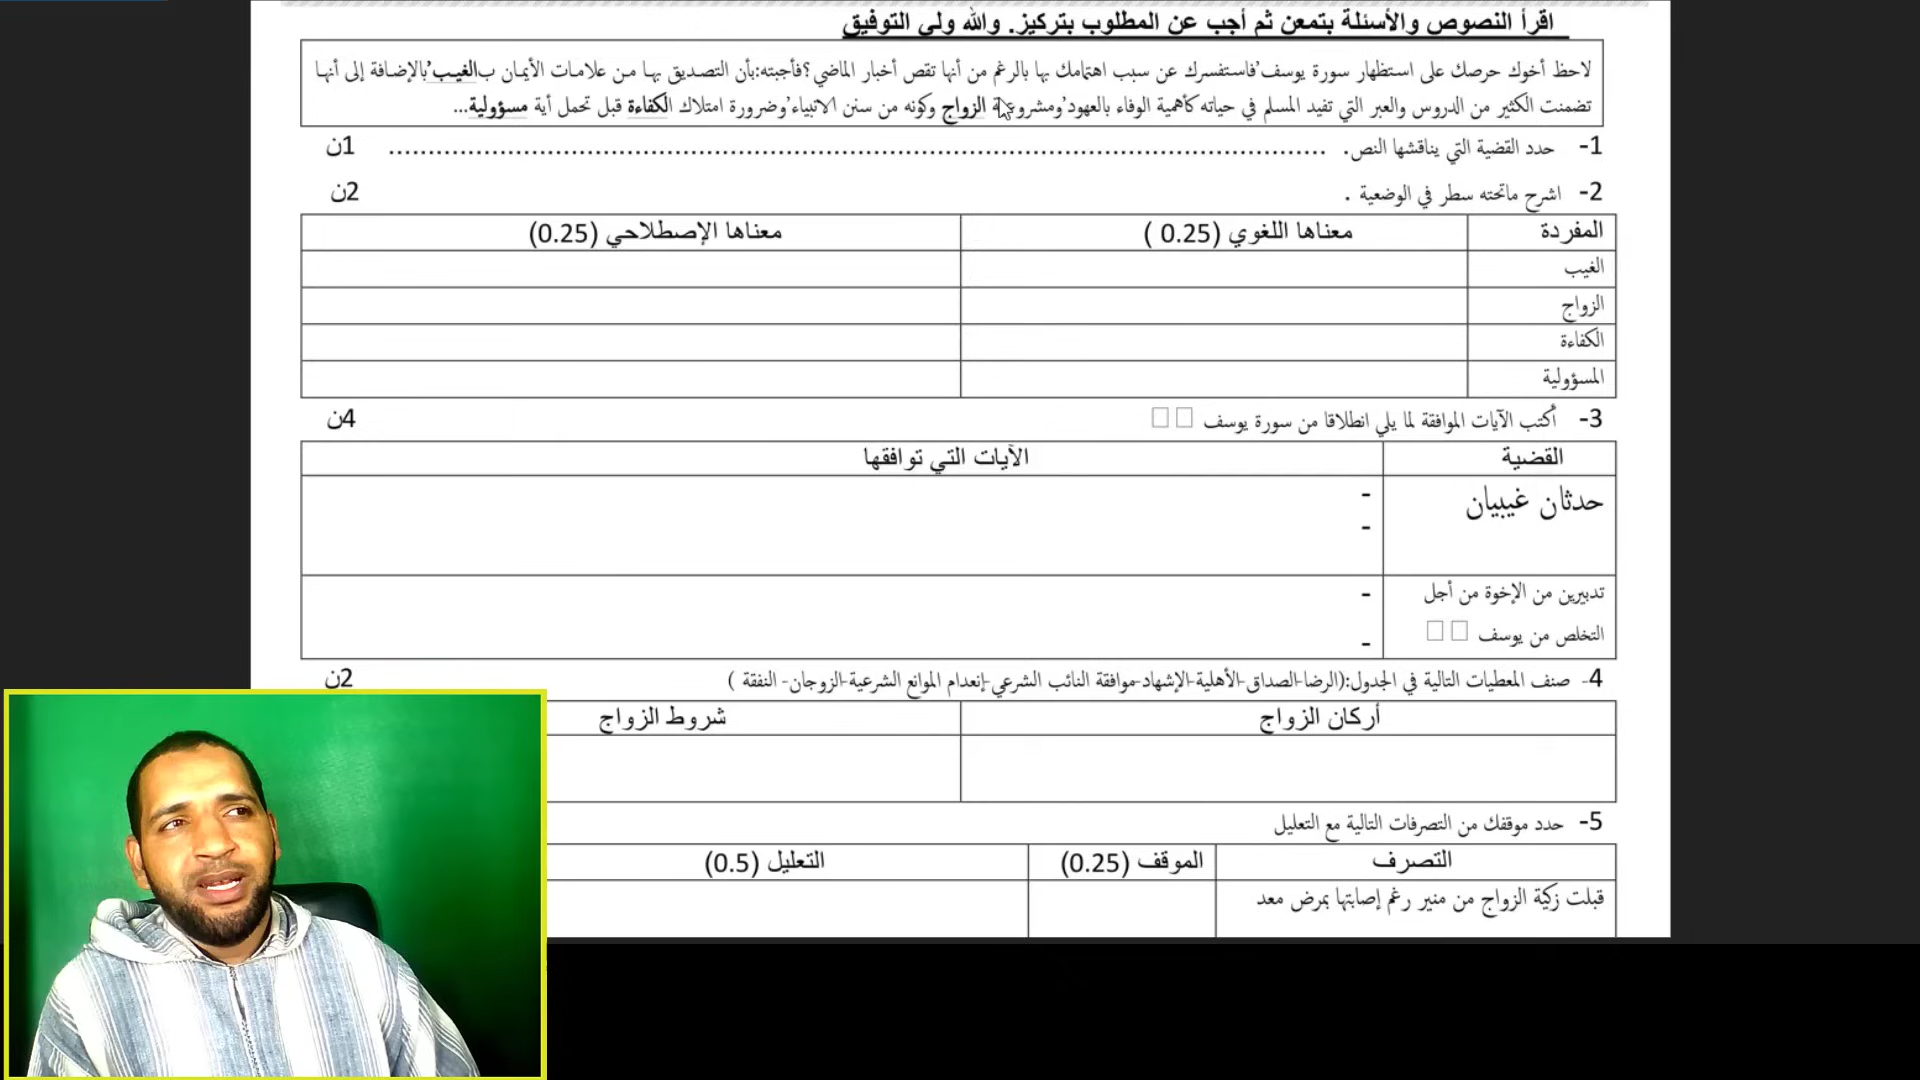 اقرأ النصوص والأسئلة بتمعن ثم أجب عن المطلوب بتركيز. والله ولي التوفيق
لاحظ أخوك حرصك على استظهار سورة يوسف٬فاستفسرك عن سبب اهتمامك بها بالرغم من أنها تقص أخبار الماضي؟فأجبته:بأن التصديق بها من علامات الأيمان بالغيب٬بالإضافة إلى أنها
تضمنت الكثير من الدروس والعبر التي تفيد المسلم في حياته كأهمية الوفاء بالعهود٬ومشروعية الزواج وكونه من سنن الانبياء٬وضرورة امتلاك الكفاءة قبل تحمل أية مسؤولية...
1- حدد القضية التي يناقشها النص. .................................................................................................... 1ن
2- اشرح ماتحته سطر في الوضعية . 2ن
المفردة معناها اللغوي (0.25 ) معناها الإصطلاحي (0.25)
الغيب
الزواج
الكفاءة
المسؤولية
3- أكتب الآيات الموافقة لما يلي انطلاقا من سورة يوسف □ □ 4ن
القضية الآيات التي توافقها
حدثان غيبيان -
-
تدبيرين من الإخوة من أجل -
التخلص من يوسف □ □ -
4- صنف المعطيات التالية في الجدول:(الرضا-الصداق-الأهلية-الإشهاد-موافقة النائب الشرعي-إنعدام الموانع الشرعية-الزوجان- النفقة ) 2ن
أركان الزواج شروط الزواج
5- حدد موقفك من التصرفات التالية مع التعليل
التصرف الموقف (0.25) التعليل (0.5)
قبلت زكية الزواج من منير رغم إصابتها بمرض معد